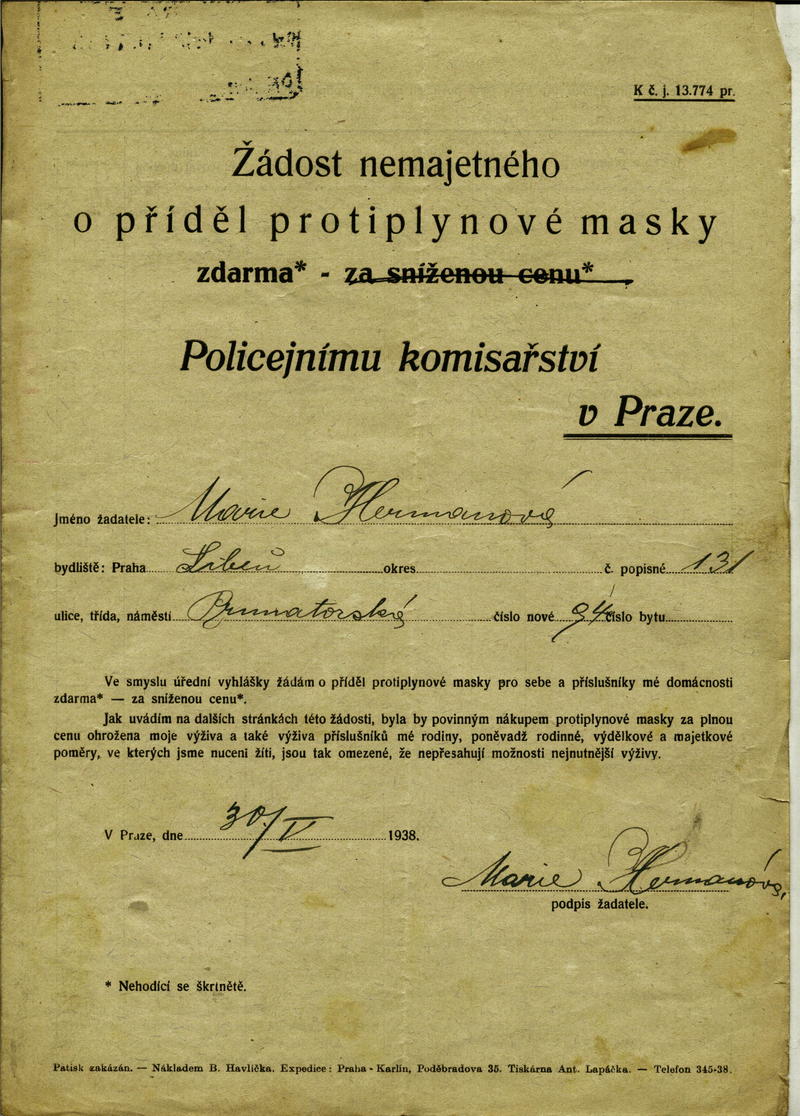 K č. j. 13.774 pr.
Žádost nemajetného
o příděl protiplynové masky
zdarma* - za sníženou cenu*
Policejnímu komisařství
v Praze.
Jméno žadatele: Marie Heřmanová
bydliště: Praha Libeň okres č. popisné 131
ulice, třída, náměstí číslo nové 94 číslo bytu
Ve smyslu úřední vyhlášky žádám o příděl protiplynové masky pro sebe a příslušníky mé domácnosti
zdarma* — za sníženou cenu*.
Jak uvádím na dalších stránkách této žádosti, byla by povinným nákupem protiplynové masky za plnou
cenu ohrožena moje výživa a také výživa příslušníků mé rodiny, poněvadž rodinné, výdělkové a majetkové
poměry, ve kterých jsme nuceni žíti, jsou tak omezené, že nepřesahují možnosti nejnutnější výživy.
V Praze, dne 30/V 1938.
Marie Heřmanová
podpis žadatele.
* Nehodící se škrtnětě.
Patisk zakázán. — Nákladem B. Havlíčka. Expedice: Praha - Karlín, Poděbradova 35. Tiskárna Ant. Lapáčka. — Telefon 345-38.